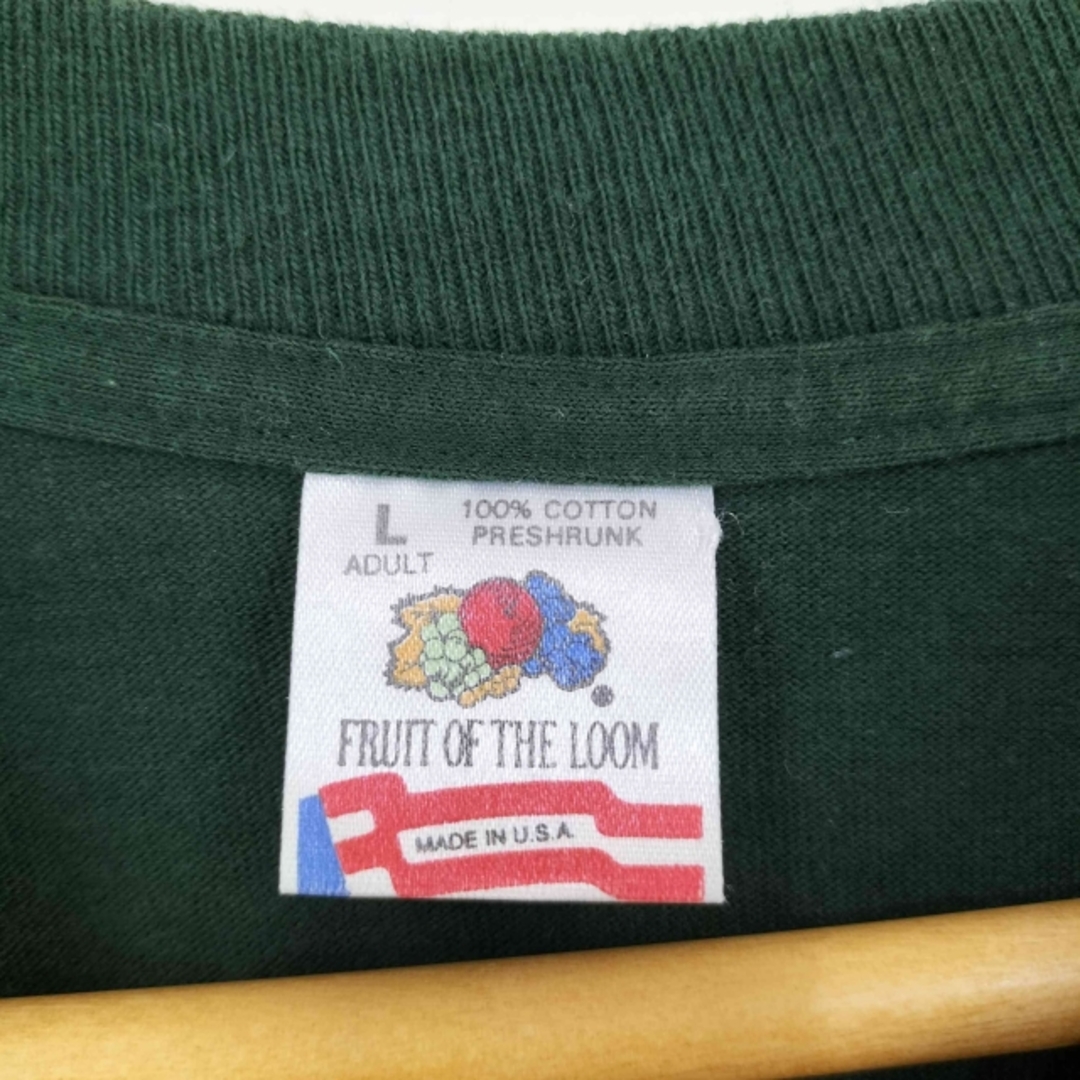 L
ADULT
100% COTTON
PRESHRUNK
FRUIT OF THE LOOM
MADE IN U.S.A.